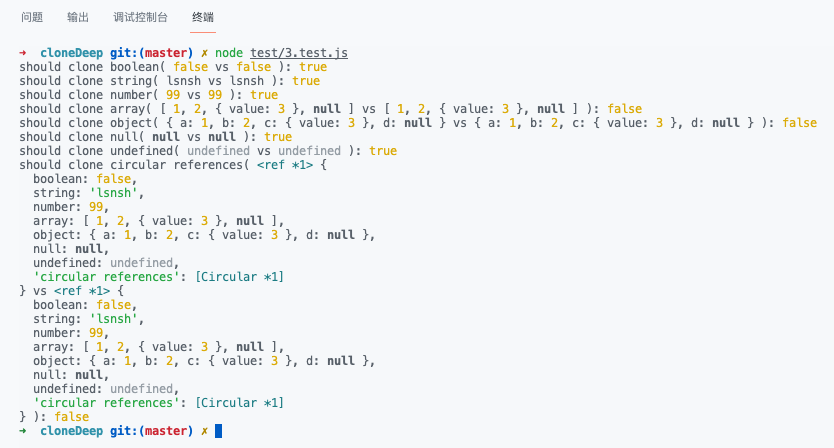 问题 输出 调试控制台 终端
→ cloneDeep git:(master) ✗ node test/3.test.js
should clone boolean( false vs false ): true
should clone string( lsnsh vs lsnsh ): true
should clone number( 99 vs 99 ): true
should clone array( [ 1, 2, { value: 3 }, null ] vs [ 1, 2, { value: 3 }, null ] ): false
should clone object( { a: 1, b: 2, c: { value: 3 }, d: null } vs { a: 1, b: 2, c: { value: 3 }, d: null } ): false
should clone null( null vs null ): true
should clone undefined( undefined vs undefined ): true
should clone circular references( <ref *1> {
  boolean: false,
  string: 'lsnsh',
  number: 99,
  array: [ 1, 2, { value: 3 }, null ],
  object: { a: 1, b: 2, c: { value: 3 }, d: null },
  null: null,
  undefined: undefined,
  'circular references': [Circular *1]
} vs <ref *1> {
  boolean: false,
  string: 'lsnsh',
  number: 99,
  array: [ 1, 2, { value: 3 }, null ],
  object: { a: 1, b: 2, c: { value: 3 }, d: null },
  null: null,
  undefined: undefined,
  'circular references': [Circular *1]
} ): false
→ cloneDeep git:(master) ✗